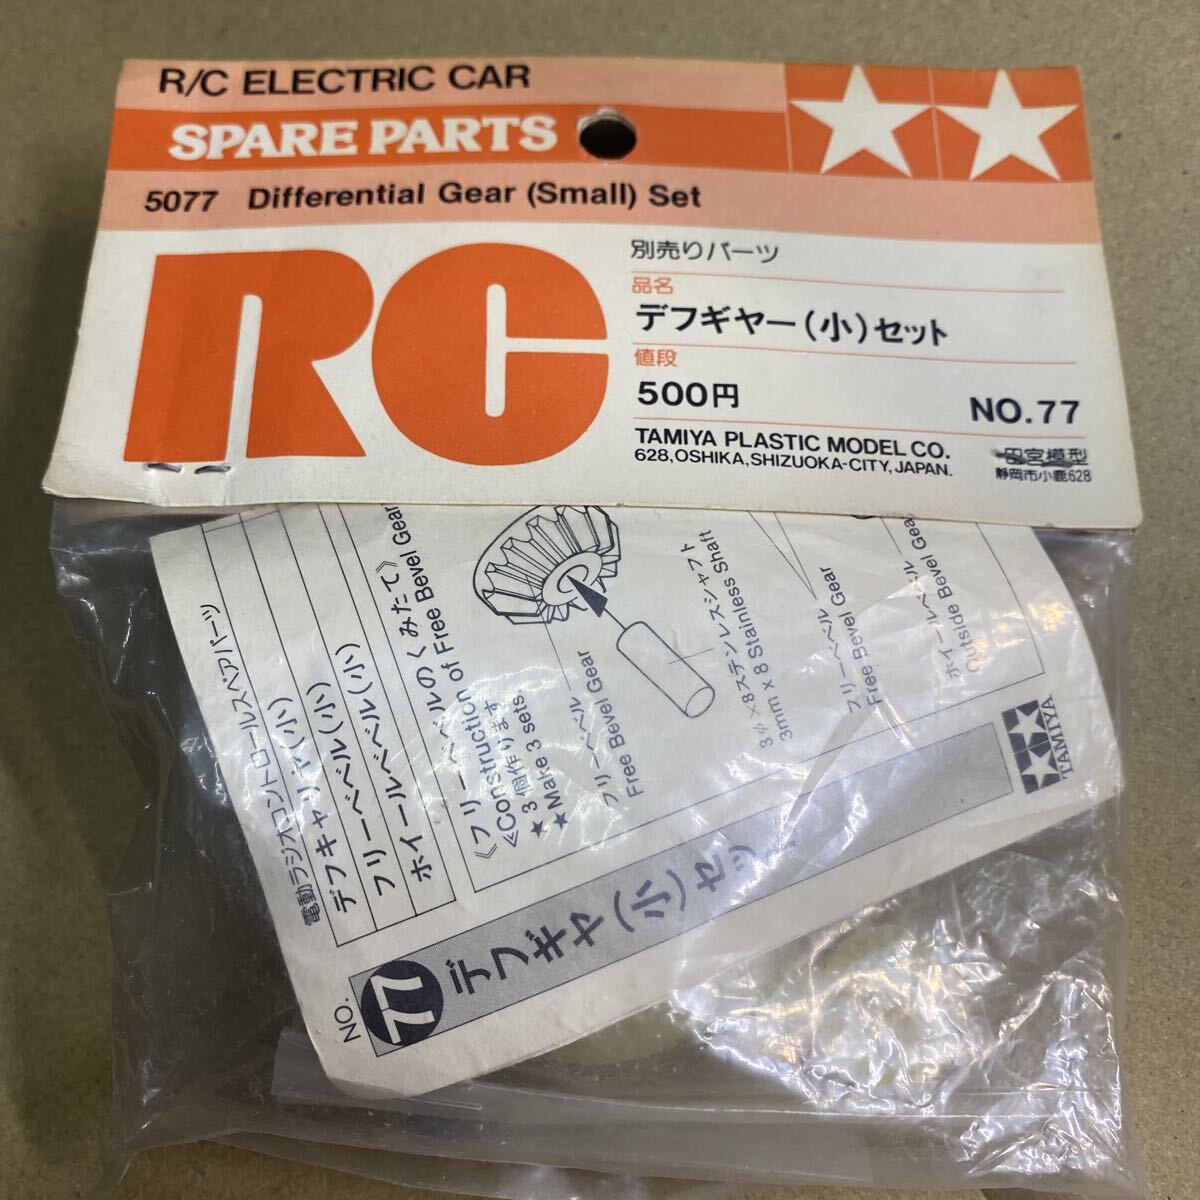 R/C ELECTRIC CAR
SPARE PARTS
5077 Differential Gear (Small) Set
RC
別売りパーツ
品名
デフギヤー(小)セット
値段
500円
NO.77
TAMIYA PLASTIC MODEL CO.
628,OSHIKA,SHIZUOKA-CITY,JAPAN.
田宮模型
静岡市小鹿628
NO.
77
デフギヤ(小)セッ
TAMIYA
電動ラジオコントロールスペアパーツ
デフキャリヤ(小)
フリーベベル(小)
ホイールベベル(小)
《フリーベベルのくみたて》
≪Construction of Free Bevel Gear
★3個作ります
★Make 3 sets.
フリーベベル
Free Bevel Gear
3φ×8ステンレスシャフト
3mm x 8 Stainless Shaft
フリーベベル
Free Bevel Gear
ホイールベベル
Outside Bevel Gea